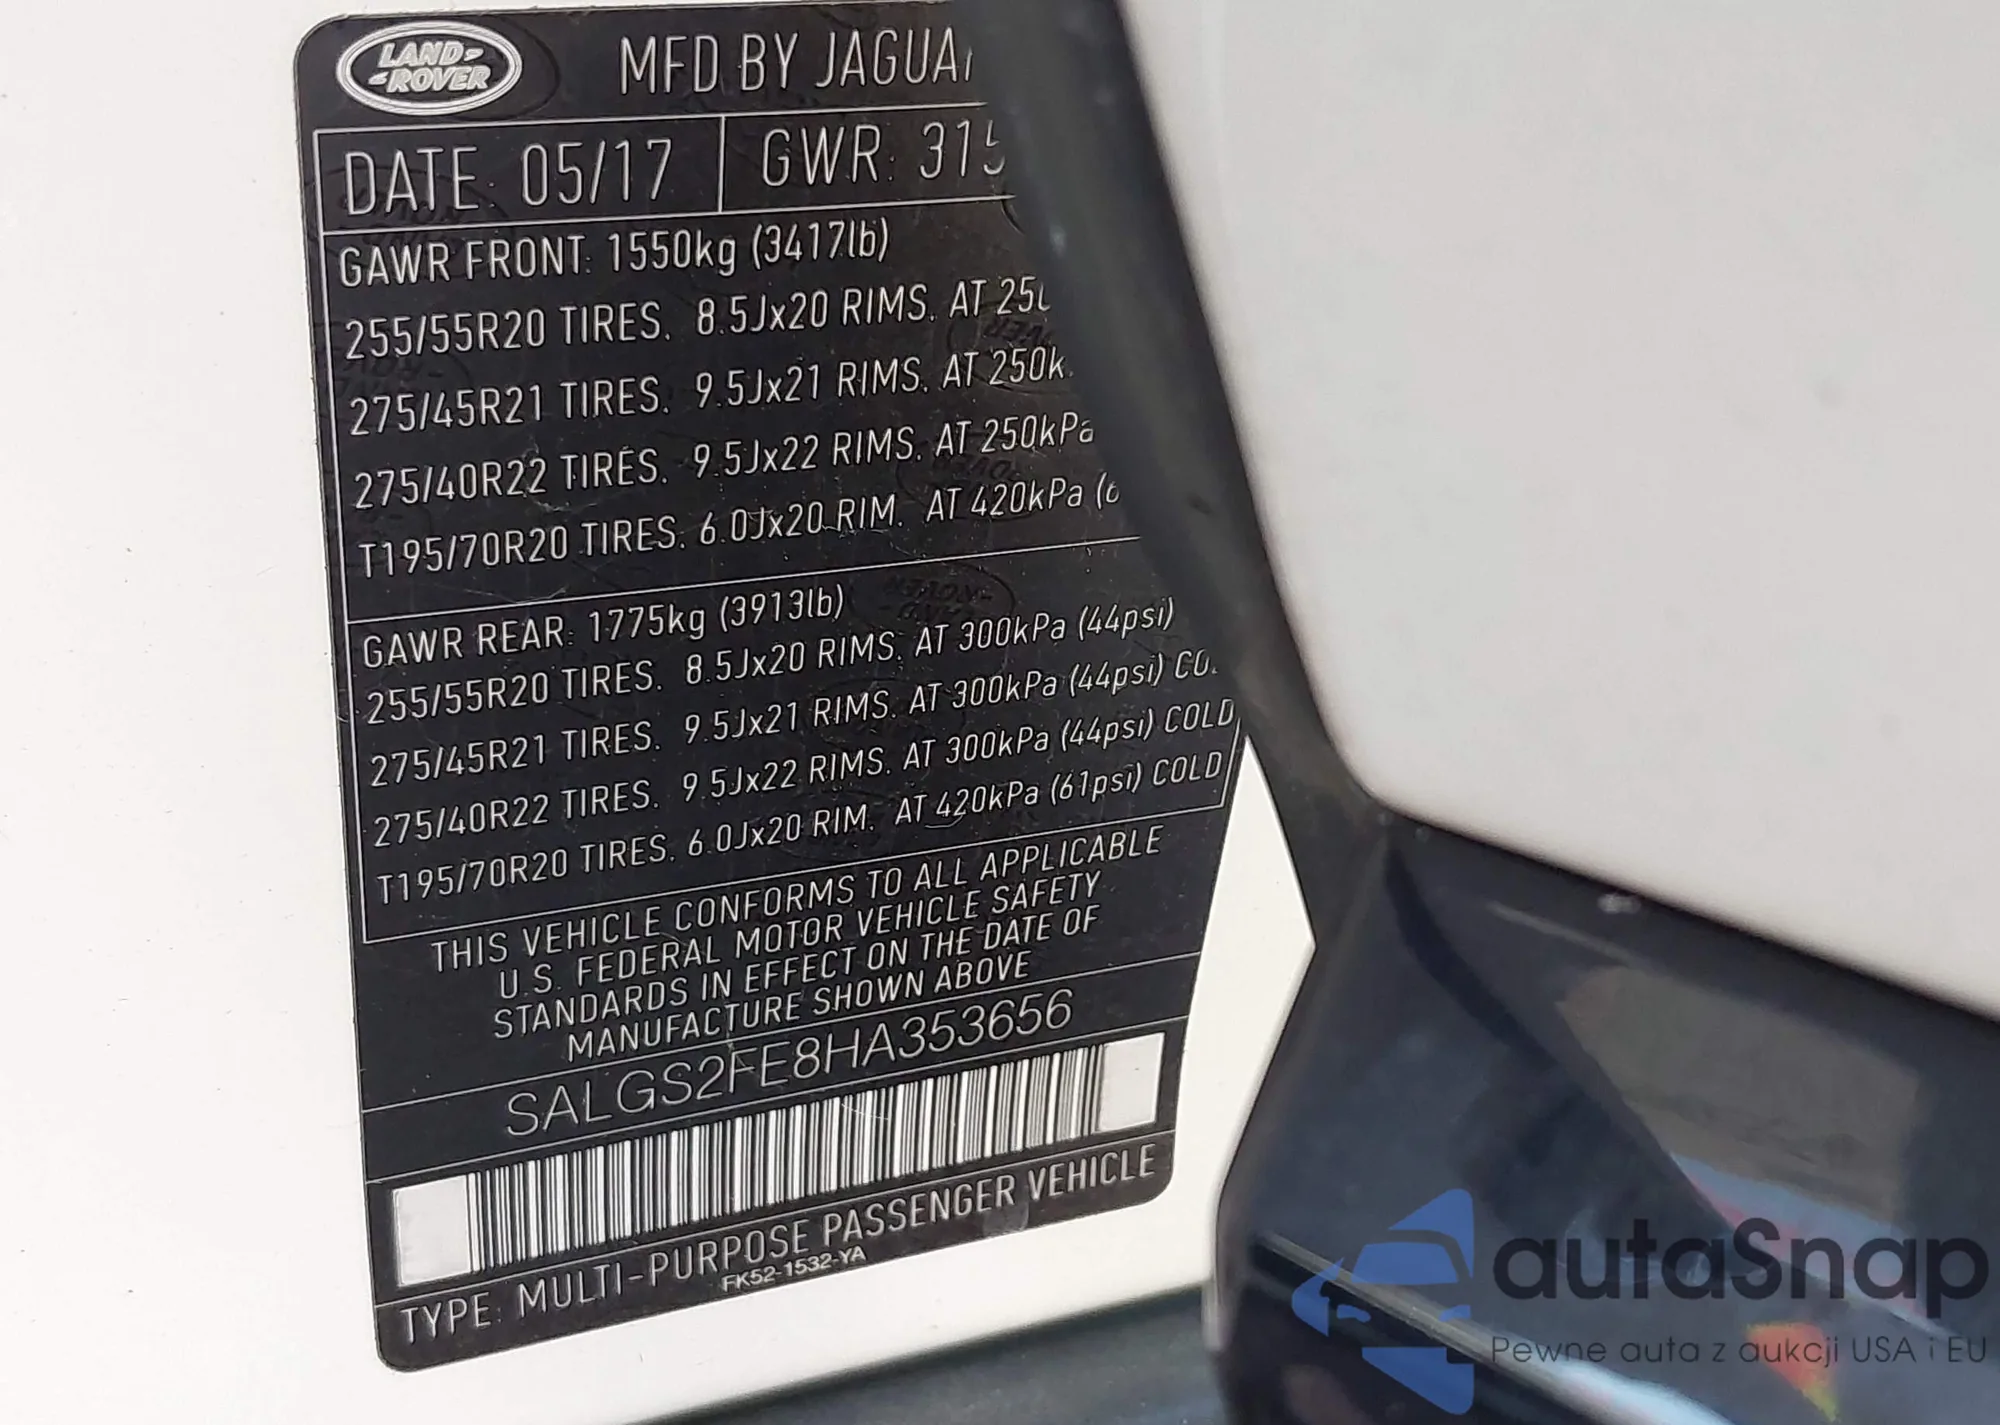 LAND-
-ROVER
MFD BY JAGUA
DATE: 05/17
GWR: 315
GAWR FRONT: 1550kg (3417lb)
255/55R20 TIRES. 8.5Jx20 RIMS. AT 250
275/45R21 TIRES. 9.5Jx21 RIMS. AT 250k
275/40R22 TIRES. 9.5Jx22 RIMS. AT 250kPa
T195/70R20 TIRES. 6.0Jx20 RIM. AT 420kPa (6
GAWR REAR: 1775kg (3913lb)
255/55R20 TIRES. 8.5Jx20 RIMS. AT 300kPa (44psi)
275/45R21 TIRES. 9.5Jx21 RIMS. AT 300kPa (44psi) CO
275/40R22 TIRES. 9.5Jx22 RIMS. AT 300kPa (44psi) COLD
T195/70R20 TIRES. 6.0Jx20 RIM. AT 420kPa (61psi) COLD
THIS VEHICLE CONFORMS TO ALL APPLICABLE
U.S. FEDERAL MOTOR VEHICLE SAFETY
STANDARDS IN EFFECT ON THE DATE OF
MANUFACTURE SHOWN ABOVE
SALGS2FE8HA353656
TYPE: MULTI-PURPOSE PASSENGER VEHICLE
FK52-1532-YA
autaSnap
Pewne auta z aukcji USA i EU